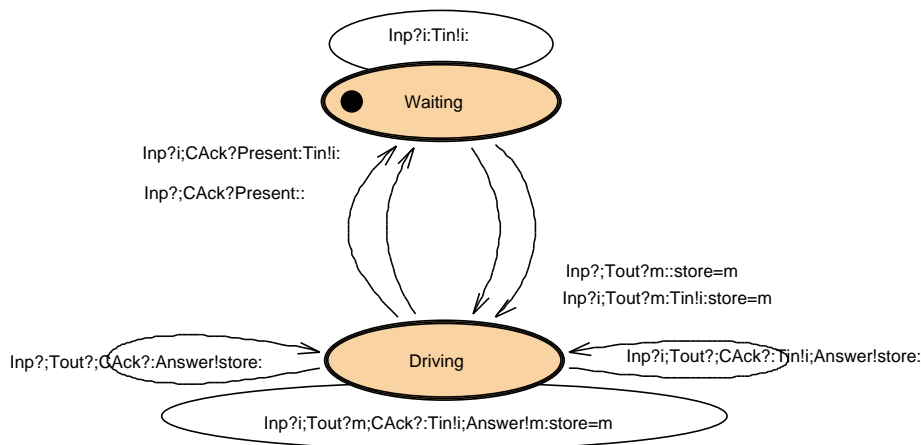 Inp?i:Tin!i:
Waiting
Inp?i;CAck?Present:Tin!i:
Inp?;CAck?Present::
Inp?;Tout?m::store=m
Inp?i;Tout?m:Tin!i:store=m
Inp?;Tout?;CAck?:Answer!store:
Driving
Inp?i;Tout?;CAck?:Tin!i;Answer!store:
Inp?i;Tout?m;CAck?:Tin!i;Answer!m:store=m